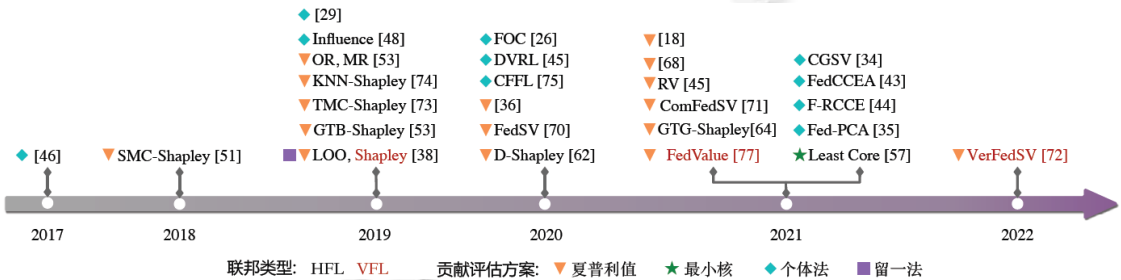 [29]
Influence [48]
OR, MR [53]
KNN-Shapley [74]
TMC-Shapley [73]
GTB-Shapley [53]
LOO, Shapley [38]
FOC [26]
DVRL [45]
CFFL [75]
[36]
FedSV [70]
D-Shapley [62]
[18]
[68]
RV [45]
ComFedSV [71]
GTG-Shapley[64]
FedValue [77]
CGSV [34]
FedCCEA [43]
F-RCCE [44]
Fed-PCA [35]
Least Core [57]
[46]
SMC-Shapley [51]
VerFedSV [72]
2017 2018 2019 2020 2021 2022
联邦类型: HFL VFL 贡献评估方案: 夏普利值 最小核 个体法 留一法